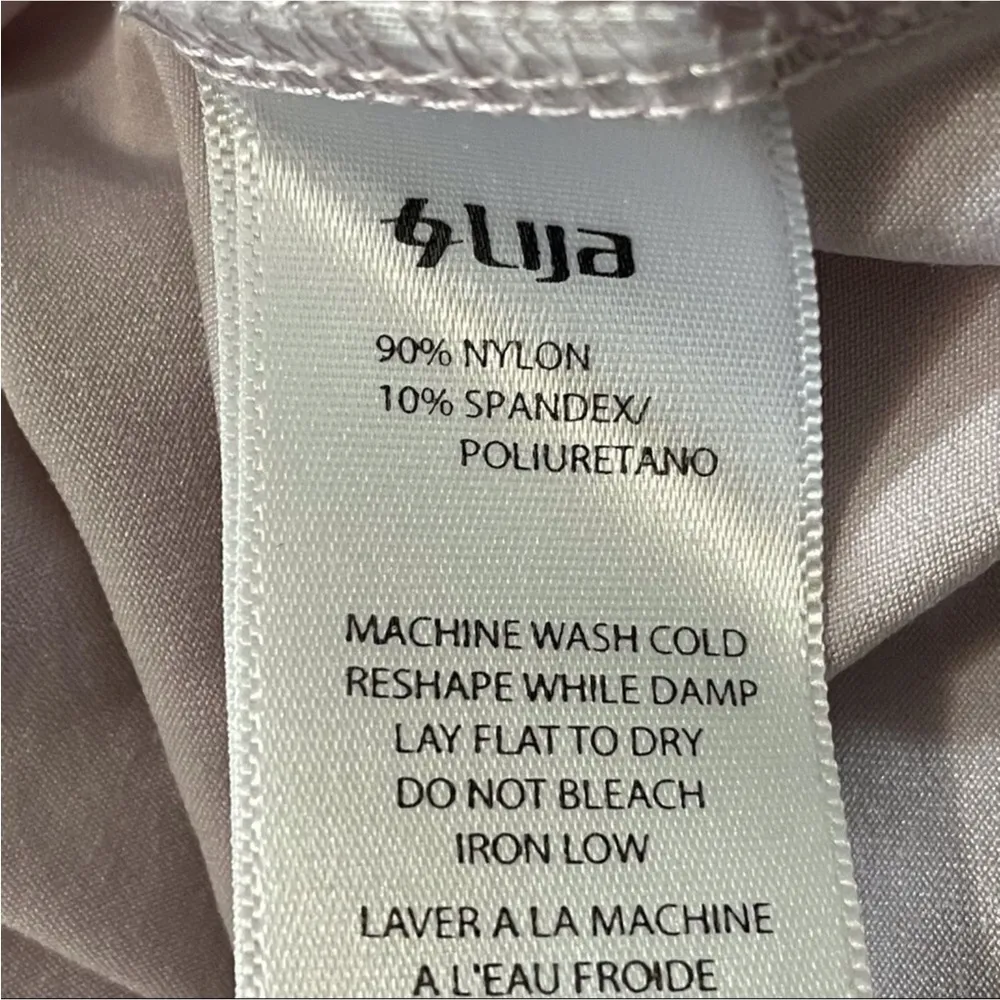 Lija
90% NYLON
10% SPANDEX/
POLIURETANO
MACHINE WASH COLD
RESHAPE WHILE DAMP
LAY FLAT TO DRY
DO NOT BLEACH
IRON LOW
LAVER A LA MACHINE
A L'EAU FROIDE